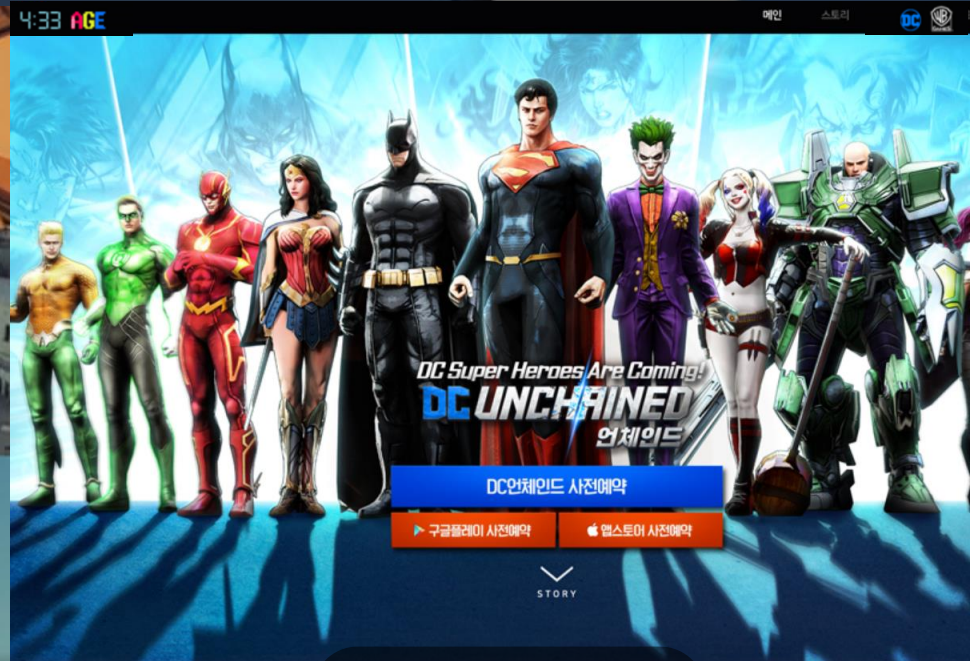 4:33 AGE
메인
스토리
DC
WB
DC Super Heroes Are Coming!
DC UNCHAINED
언체인드
DC언체인드 사전예약
구글플레이 사전예약
앱스토어 사전예약
STORY